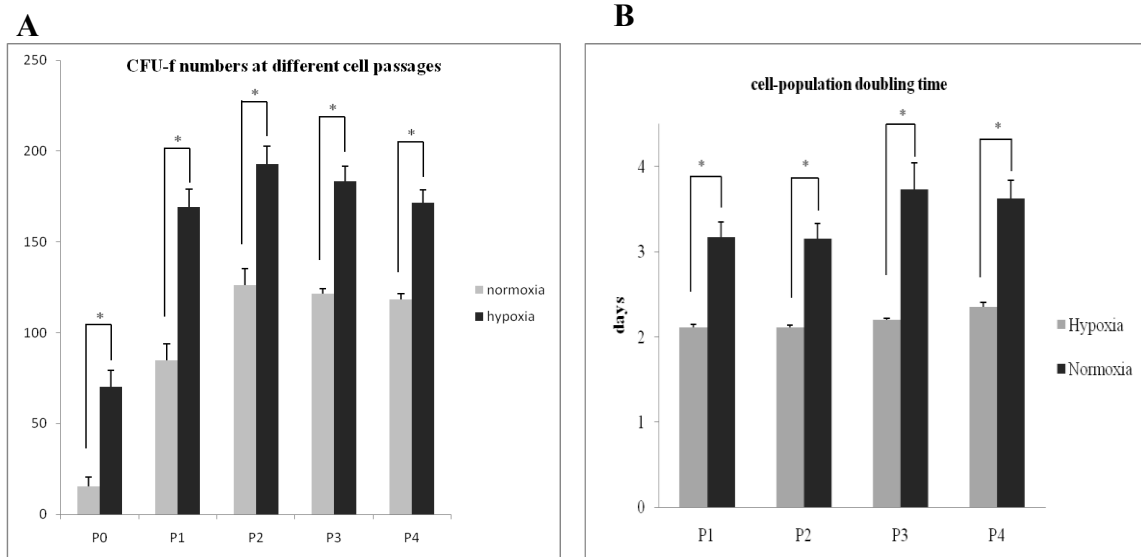 A
CFU-f numbers at different cell passages
250
200
150
100
50
0
*
*
*
*
*
P0 P1 P2 P3 P4
normoxia
hypoxia
B
cell-population doubling time
days
4
3
2
1
0
*
*
*
*
P1 P2 P3 P4
Hypoxia
Normoxia